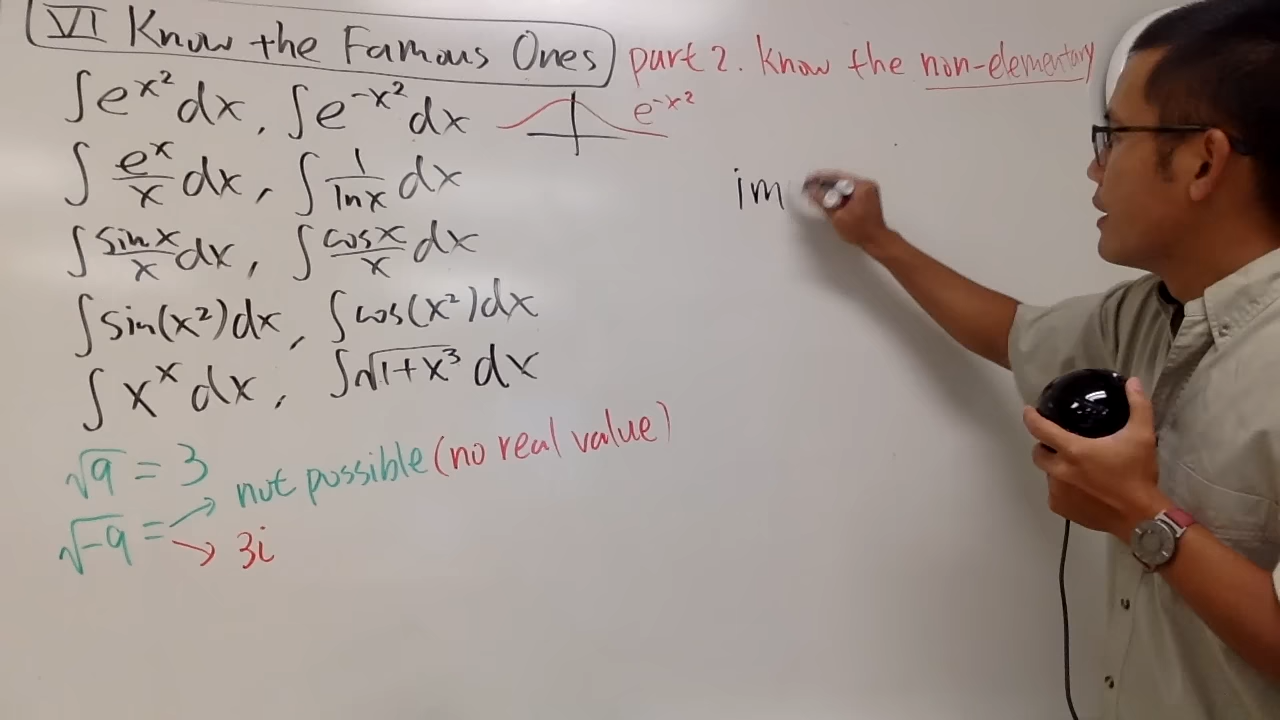 VI Know the Famous Ones part 2. Know the non-elementary
∫e^{x²}dx, ∫e^{-x²}dx e^{-x²}
∫ e^x/x dx, ∫ 1/lnx dx
∫ sinx/x dx, ∫ cosx/x dx
∫sin(x²)dx, ∫cos(x²)dx
∫x^x dx, ∫√(1+x³) dx
√9 = 3
not possible (no real value)
√-9 =
3i
im